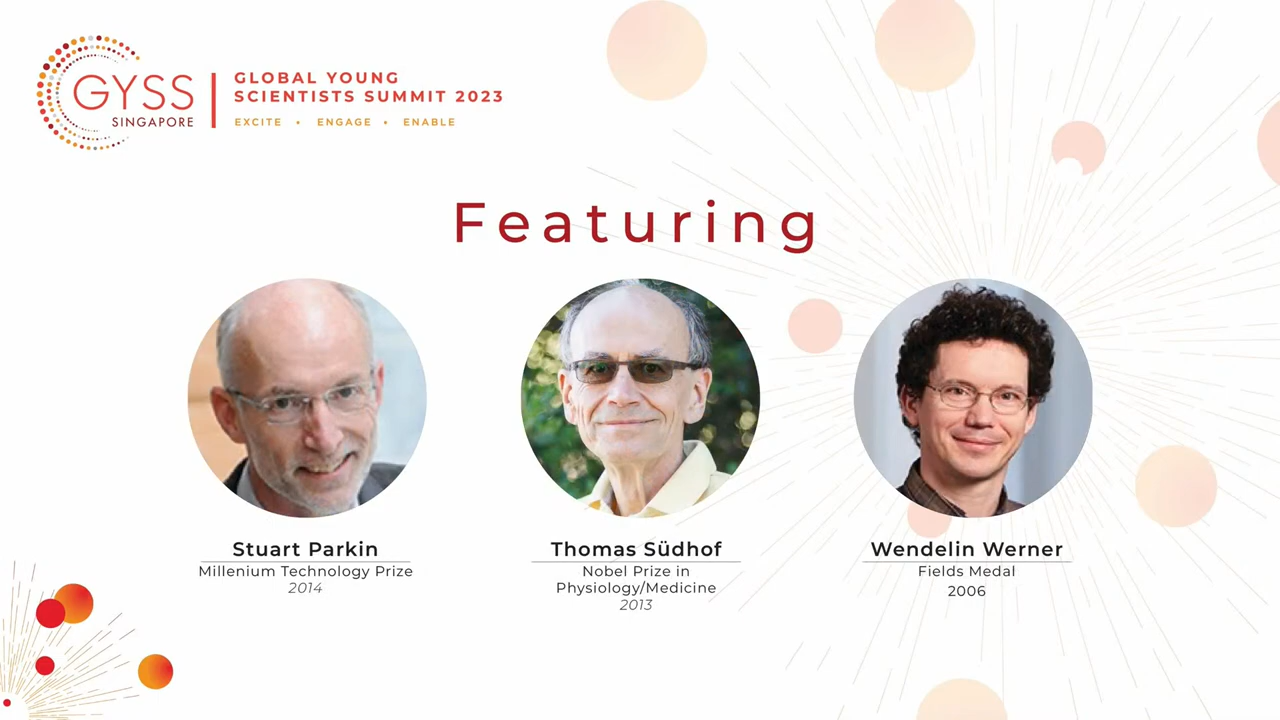 GYSS
SINGAPORE
GLOBAL YOUNG
SCIENTISTS SUMMIT 2023
EXCITE • ENGAGE • ENABLE
Featuring
Stuart Parkin
Millenium Technology Prize
2014
Thomas Südhof
Nobel Prize in
Physiology/Medicine
2013
Wendelin Werner
Fields Medal
2006